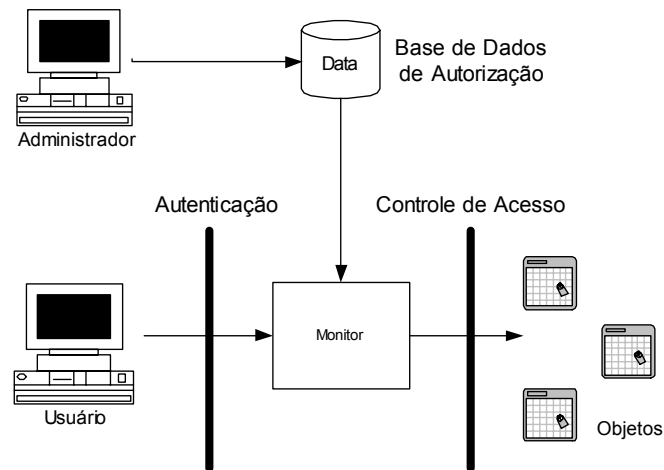 Data
Base de Dados
de Autorização
Administrador
Autenticação
Controle de Acesso
Monitor
Usuário
Objetos